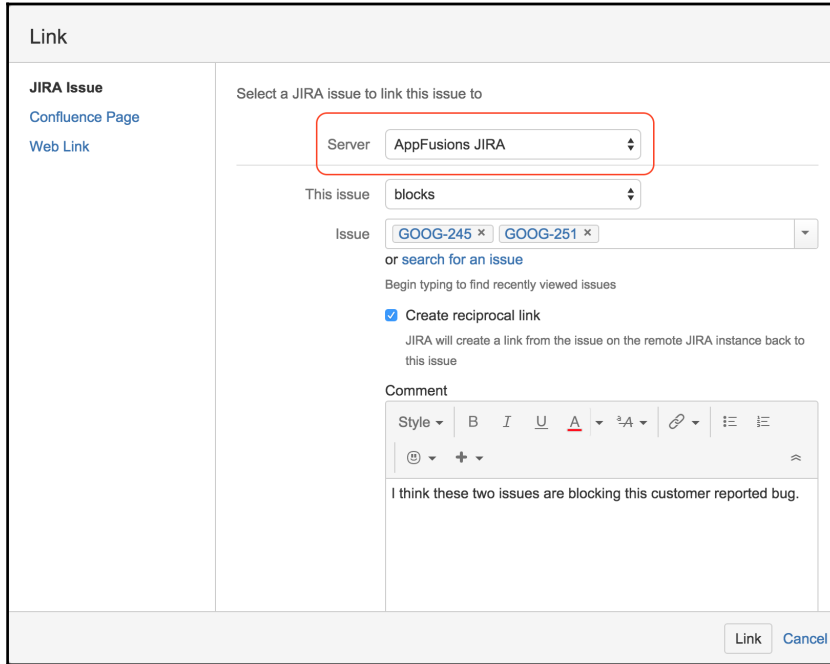 Link
JIRA Issue
Confluence Page
Web Link
Select a JIRA issue to link this issue to
Server AppFusions JIRA
This issue blocks
Issue GOOG-245 × GOOG-251 ×
or search for an issue
Begin typing to find recently viewed issues
Create reciprocal link
JIRA will create a link from the issue on the remote JIRA instance back to
this issue
Comment
Style B I U A ªA
I think these two issues are blocking this customer reported bug.
Link Cancel